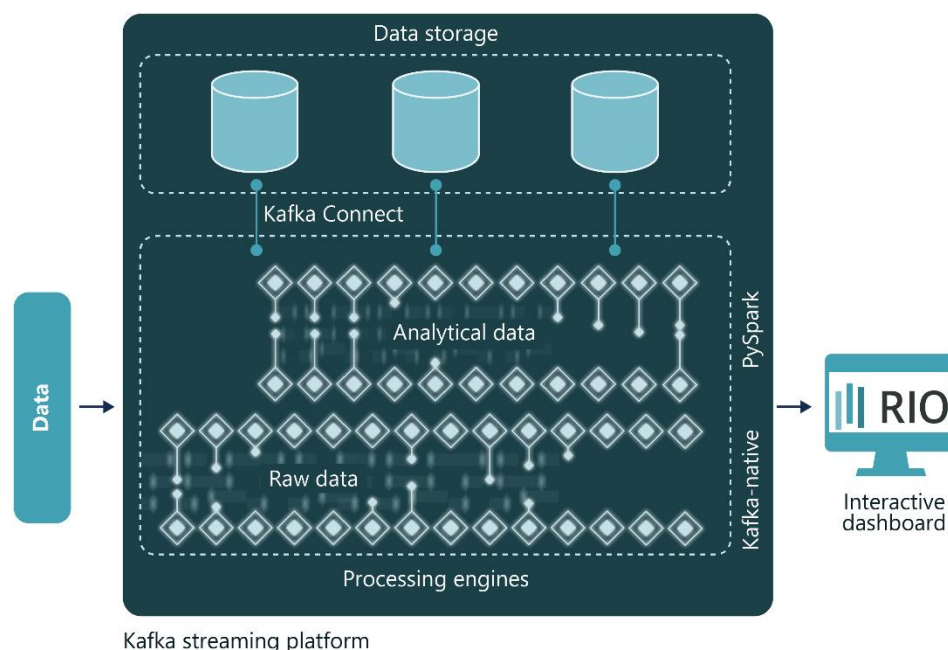 Data storage
Kafka Connect
Analytical data
PySpark
Data
RIO
Raw data
Kafka-native
Interactive
dashboard
Processing engines
Kafka streaming platform